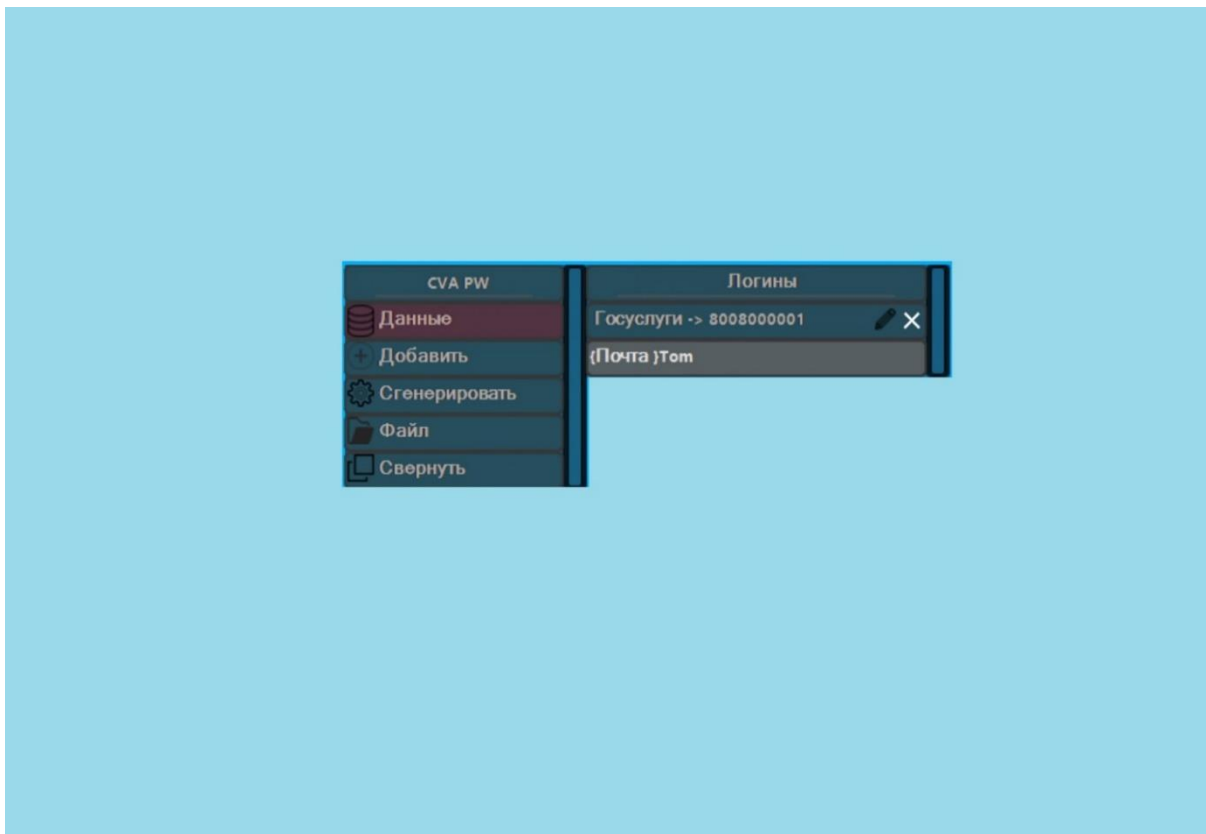 CVA PW
Данные
Добавить
Сгенерировать
Файл
Свернуть
Логины
Госуслуги -> 8008000001
{Почта }Tom